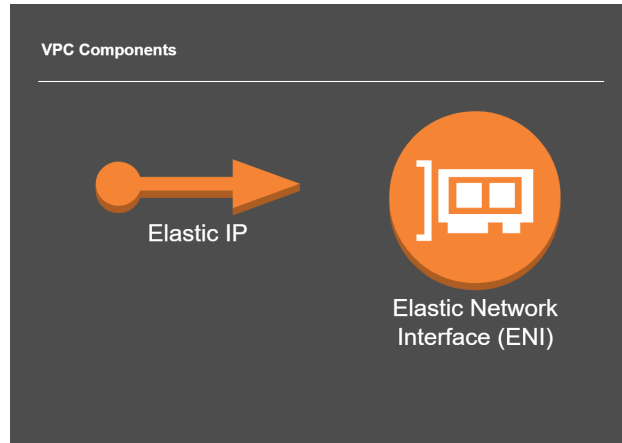 VPC Components
Elastic IP
Elastic Network
Interface (ENI)